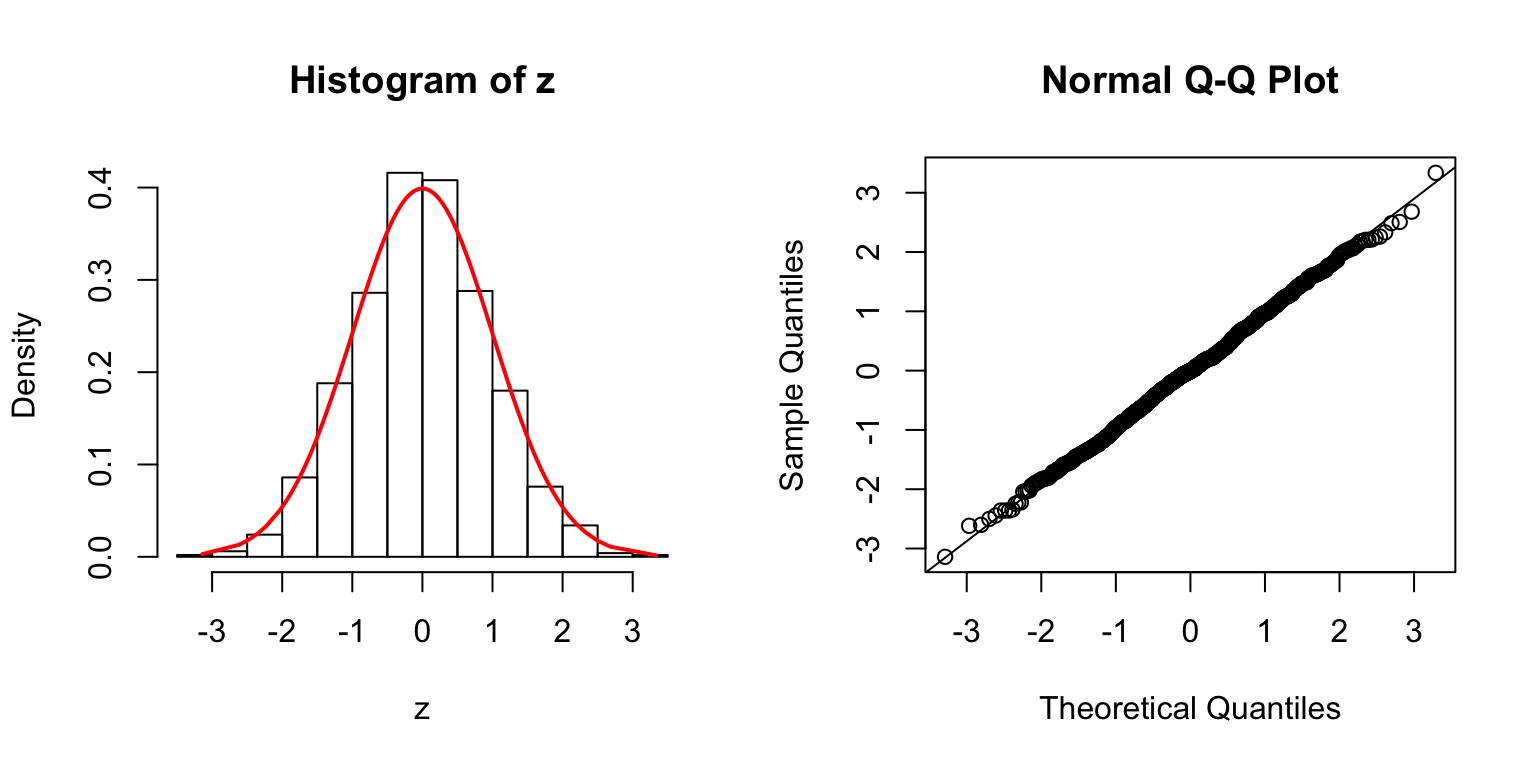 Histogram of z
Density
0.0 0.1 0.2 0.3 0.4
-3 -2 -1 0 1 2 3
z
Normal Q-Q Plot
Sample Quantiles
-3 -2 -1 0 1 2 3
-3 -2 -1 0 1 2 3
Theoretical Quantiles